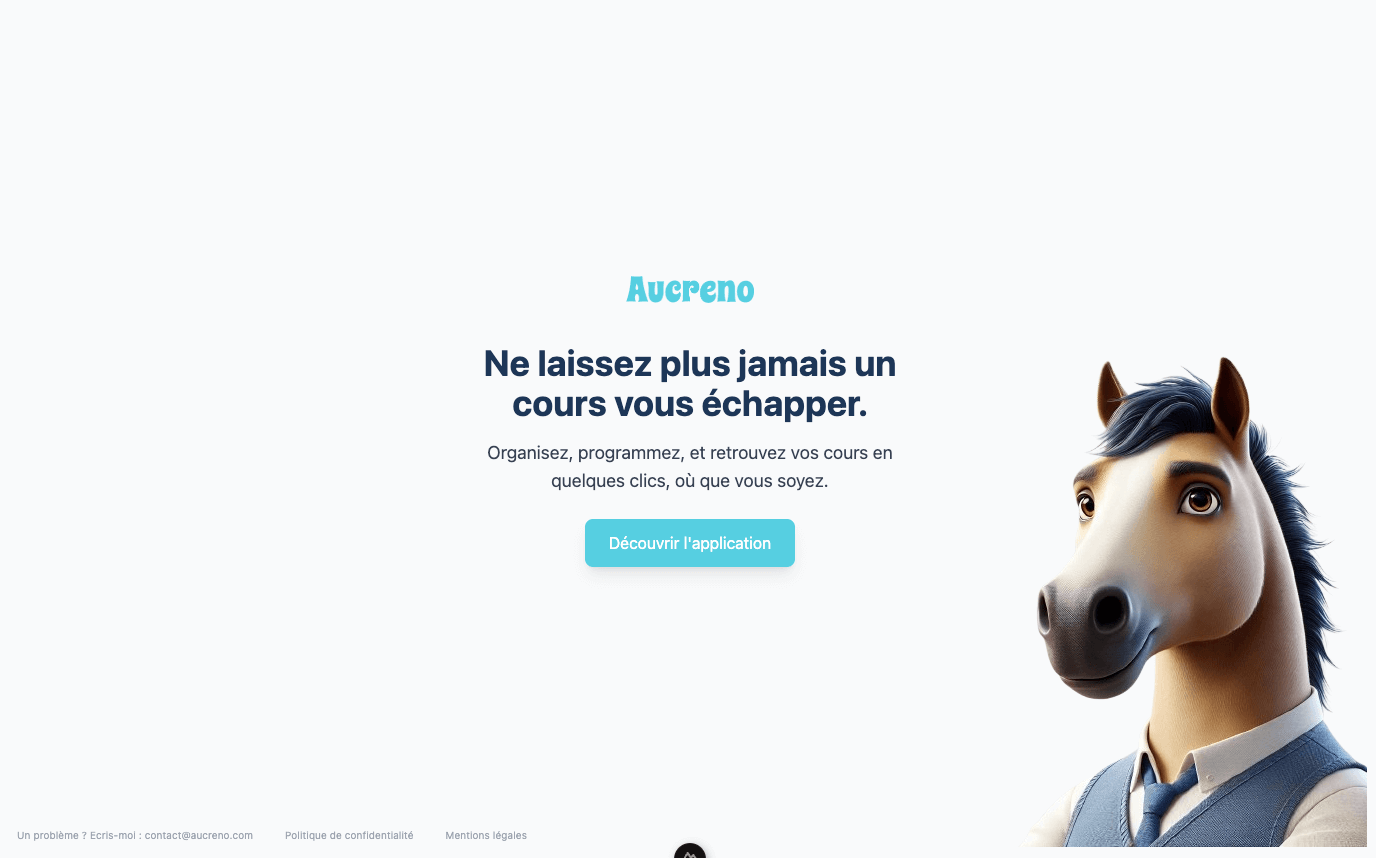 Aucreno
Ne laissez plus jamais un
cours vous échapper.
Organisez, programmez, et retrouvez vos cours en
quelques clics, où que vous soyez.
Découvrir l'application
Un problème ? Ecris-moi : contact@aucreno.com
Politique de confidentialité
Mentions légales